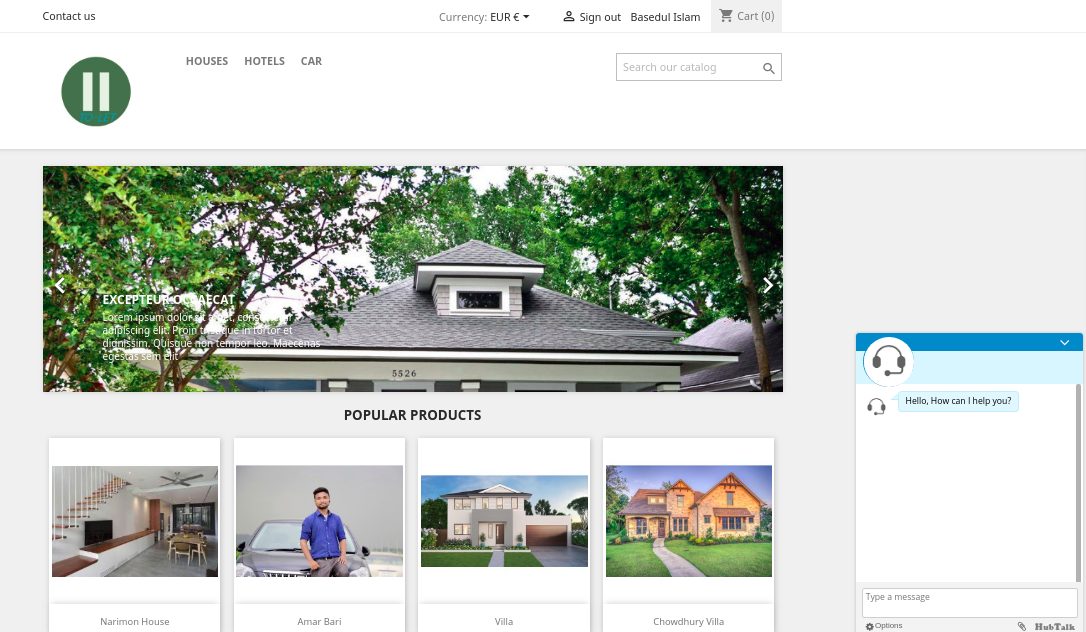 Contact us
Currency: EUR €
Sign out
Basedul Islam
Cart (0)
TO LET
HOUSES
HOTELS
CAR
Search our catalog
EXCEPTEUR OCCAECAT
Lorem ipsum dolor sit amet, consectetur
adipiscing elit. Proin tristique in tortor et
dignissim. Quisque non tempor leo. Maecenas
egestas sem elit
5526
POPULAR PRODUCTS
Narimon House
Amar Bari
Villa
Chowdhury Villa
Hello, How can I help you?
Type a message
Options
HubTalk